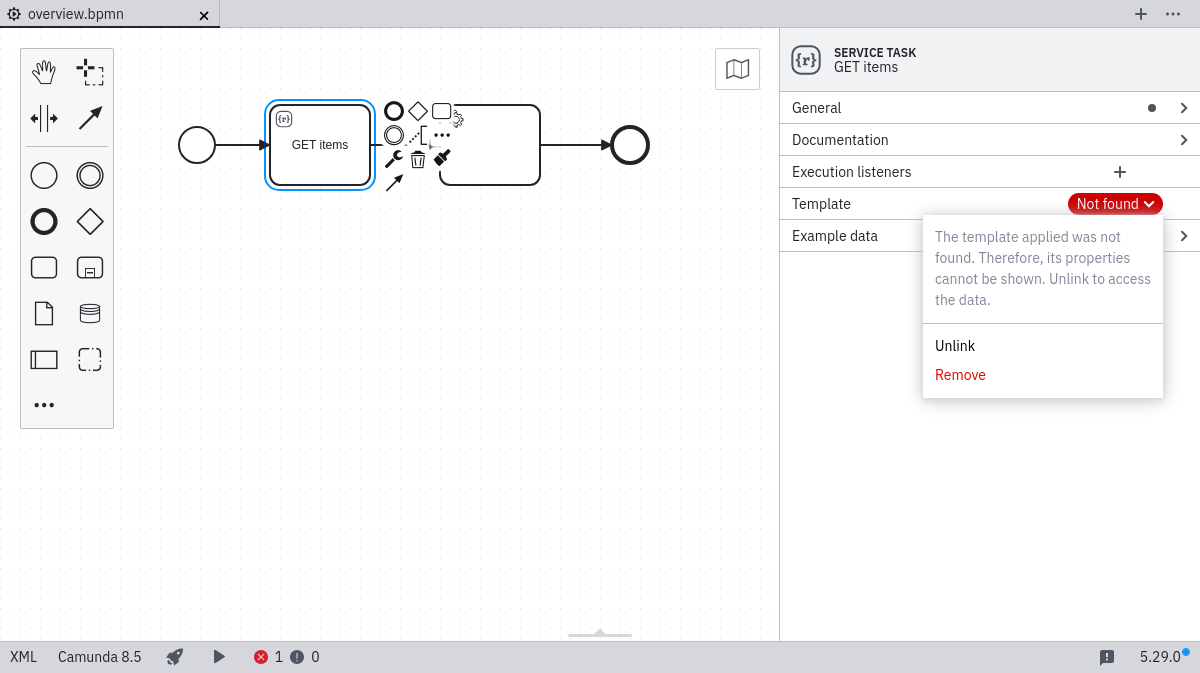 overview.bpmn
{r}
GET items
{r}
SERVICE TASK
GET items
General
Documentation
Execution listeners
Template
Not found
Example data
The template applied was not
found. Therefore, its properties
cannot be shown. Unlink to access
the data.
Unlink
Remove
XML
Camunda 8.5
1
0
5.29.0